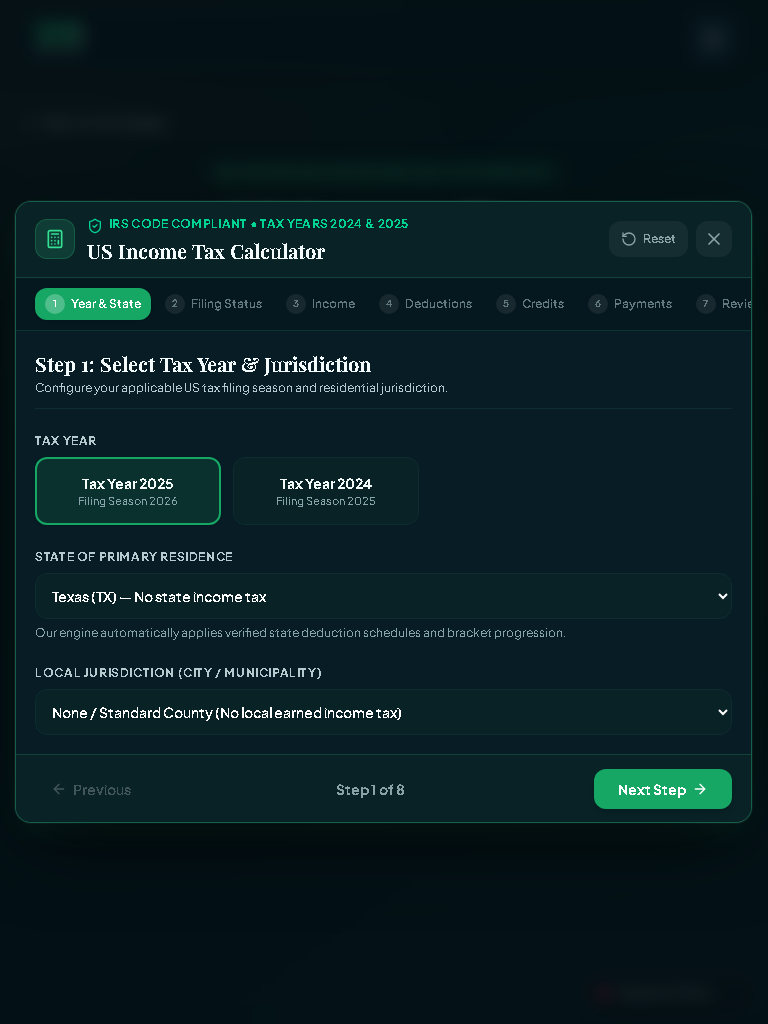 IRS CODE COMPLIANT • TAX YEARS 2024 & 2025
US Income Tax Calculator
Reset
1 Year & State
2 Filing Status
3 Income
4 Deductions
5 Credits
6 Payments
7 Revie
Step 1: Select Tax Year & Jurisdiction
Configure your applicable US tax filing season and residential jurisdiction.
TAX YEAR
Tax Year 2025
Filing Season 2026
Tax Year 2024
Filing Season 2025
STATE OF PRIMARY RESIDENCE
Texas (TX) — No state income tax
Our engine automatically applies verified state deduction schedules and bracket progression.
LOCAL JURISDICTION (CITY / MUNICIPALITY)
None / Standard County (No local earned income tax)
← Previous
Step 1 of 8
Next Step →